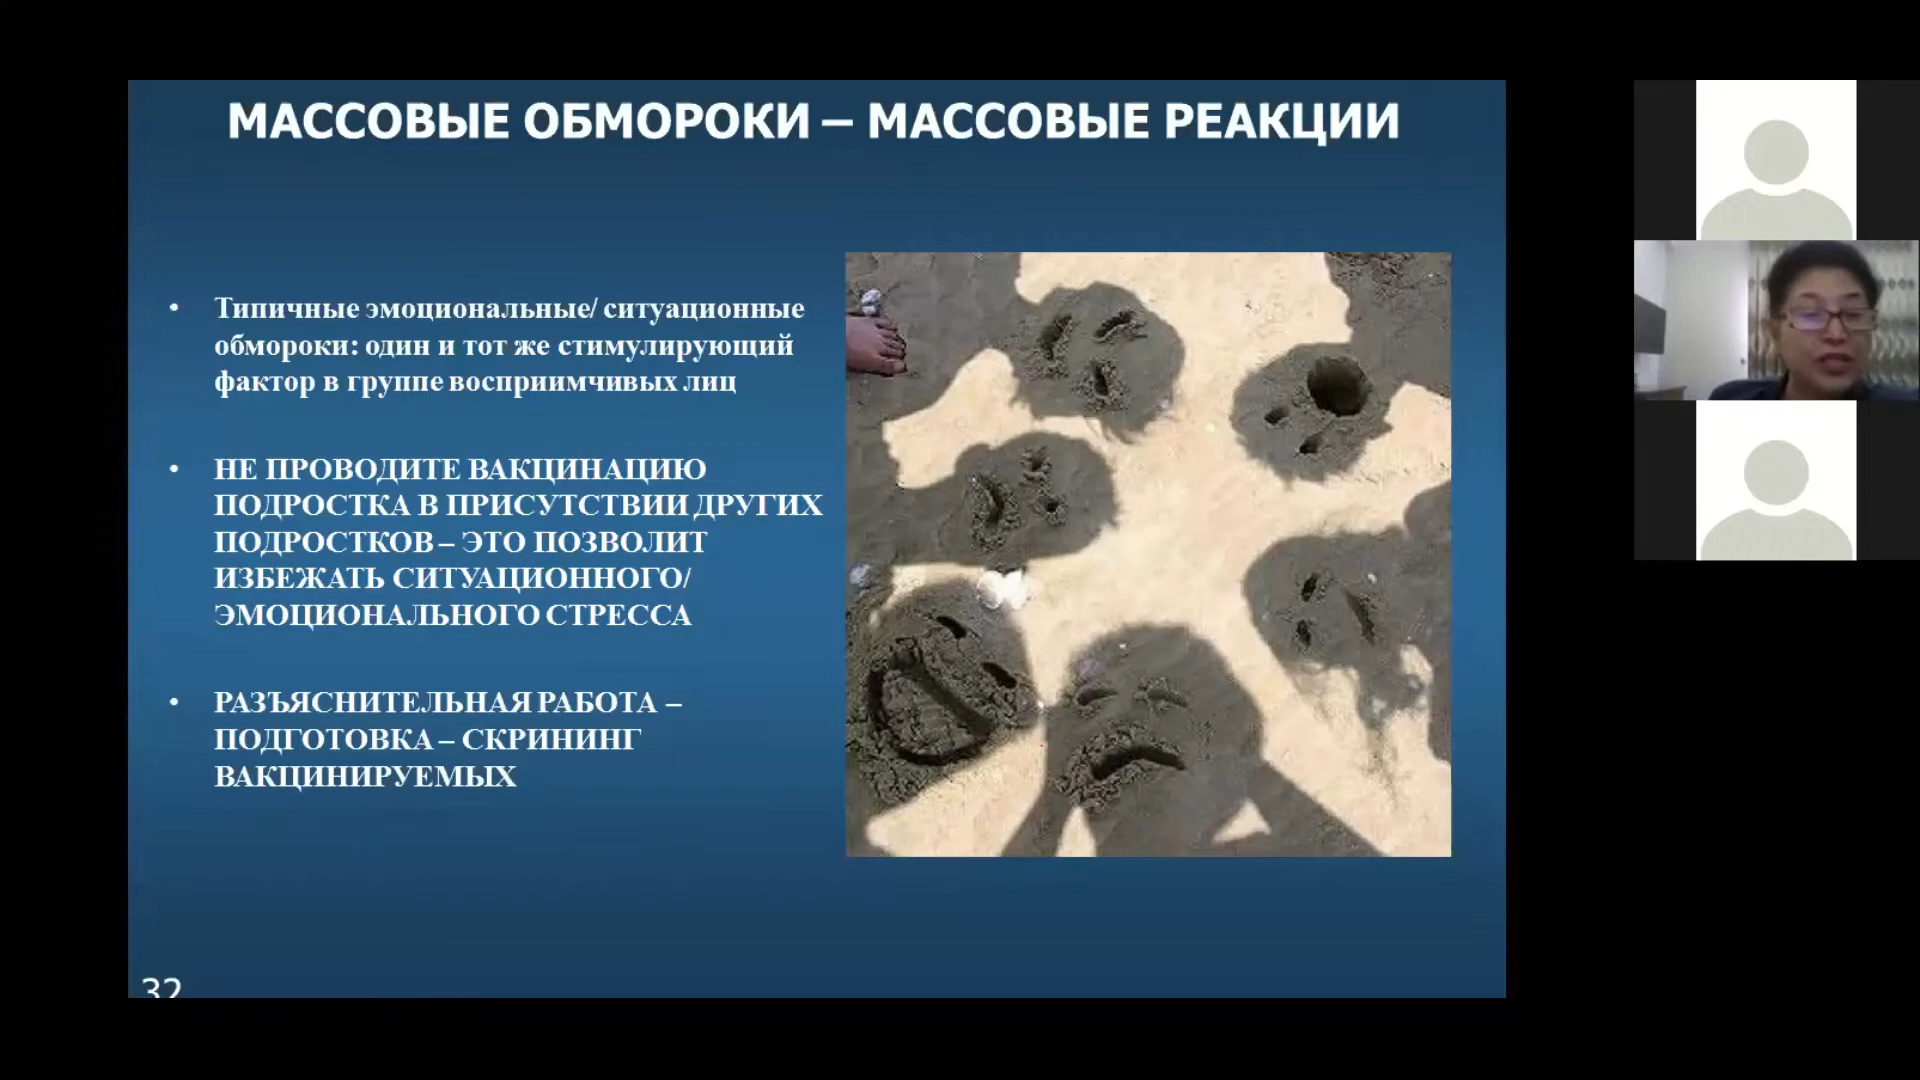 МАССОВЫЕ ОБМОРОКИ – МАССОВЫЕ РЕАКЦИИ
• Типичные эмоциональные/ ситуационные
обмороки: один и тот же стимулирующий
фактор в группе восприимчивых лиц
• НЕ ПРОВОДИТЕ ВАКЦИНАЦИЮ
ПОДРОСТКА В ПРИСУТСТВИИ ДРУГИХ
ПОДРОСТКОВ – ЭТО ПОЗВОЛИТ
ИЗБЕЖАТЬ СИТУАЦИОННОГО/
ЭМОЦИОНАЛЬНОГО СТРЕССА
• РАЗЪЯСНИТЕЛЬНАЯ РАБОТА –
ПОДГОТОВКА – СКРИНИНГ
ВАКЦИНИРУЕМЫХ
32